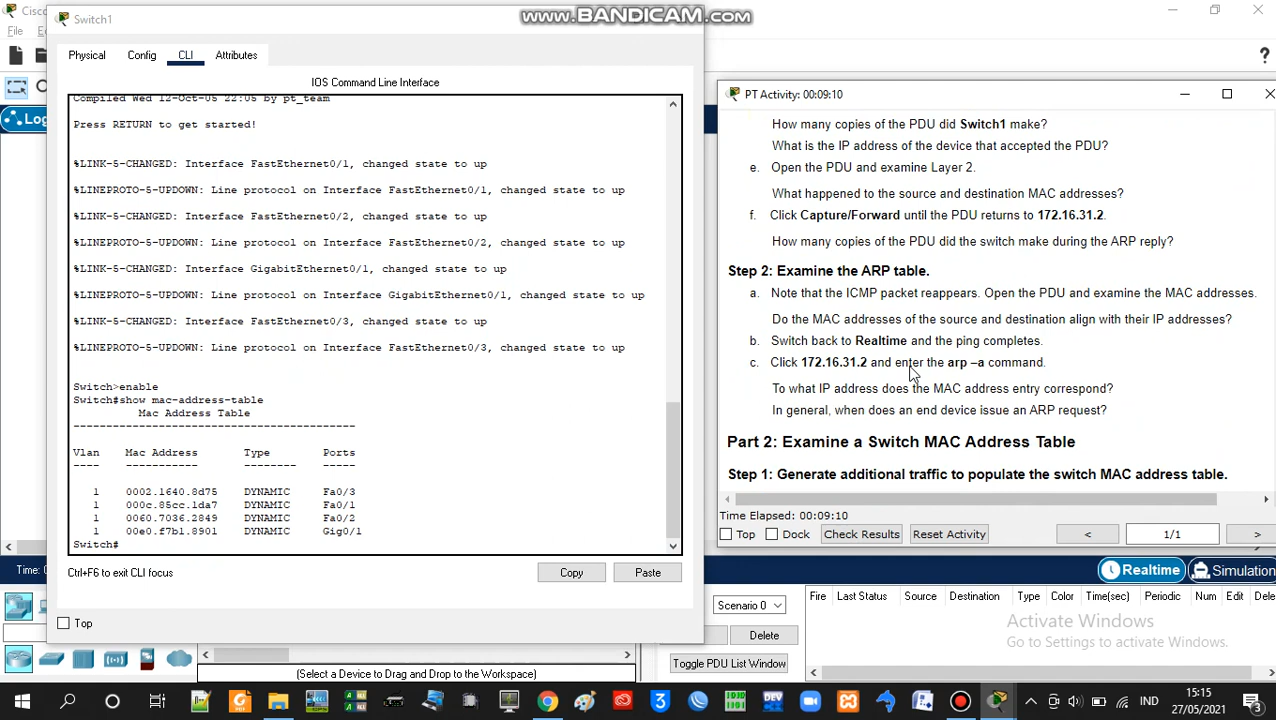 Cisco
Switch1
www.BANDICAM.com
File
Physical
Config
CLI
Attributes
IOS Command Line Interface
Compiled Wed 12-Oct-05 22:05 by pt_team
Press RETURN to get started!
%LINK-5-CHANGED: Interface FastEthernet0/1, changed state to up
%LINEPROTO-5-UPDOWN: Line protocol on Interface FastEthernet0/1, changed state to up
%LINK-5-CHANGED: Interface FastEthernet0/2, changed state to up
%LINEPROTO-5-UPDOWN: Line protocol on Interface FastEthernet0/2, changed state to up
%LINK-5-CHANGED: Interface GigabitEthernet0/1, changed state to up
%LINEPROTO-5-UPDOWN: Line protocol on Interface GigabitEthernet0/1, changed state to up
%LINK-5-CHANGED: Interface FastEthernet0/3, changed state to up
%LINEPROTO-5-UPDOWN: Line protocol on Interface FastEthernet0/3, changed state to up
Switch>enable
Switch#show mac-address-table
Mac Address Table
-------------------------------------------
Vlan Mac Address Type Ports
---- ----------- -------- -----
1 0002.1640.8d75 DYNAMIC Fa0/3
1 000c.85cc.1da7 DYNAMIC Fa0/1
1 0060.7036.2849 DYNAMIC Fa0/2
1 00e0.f7b1.8901 DYNAMIC Gig0/1
Switch#
Ctrl+F6 to exit CLI focus
Copy
Paste
Top
PT Activity: 00:09:10
How many copies of the PDU did Switch1 make?
What is the IP address of the device that accepted the PDU?
e. Open the PDU and examine Layer 2.
What happened to the source and destination MAC addresses?
f. Click Capture/Forward until the PDU returns to 172.16.31.2.
How many copies of the PDU did the switch make during the ARP reply?
Step 2: Examine the ARP table.
a. Note that the ICMP packet reappears. Open the PDU and examine the MAC addresses.
Do the MAC addresses of the source and destination align with their IP addresses?
b. Switch back to Realtime and the ping completes.
c. Click 172.16.31.2 and enter the arp –a command.
To what IP address does the MAC address entry correspond?
In general, when does an end device issue an ARP request?
Part 2: Examine a Switch MAC Address Table
Step 1: Generate additional traffic to populate the switch MAC address table.
Time Elapsed: 00:09:10
Top
Dock
Check Results
Reset Activity
<
1/1
>
Time:
Realtime
Simulation
Scenario 0
Fire Last Status Source Destination Type Color Time(sec) Periodic Num Edit Dele
Delete
Toggle PDU List Window
(Select a Device to Drag and Drop to the Workspace)
Activate Windows
Go to Settings to activate Windows.
IND
15:15
27/05/2021
3